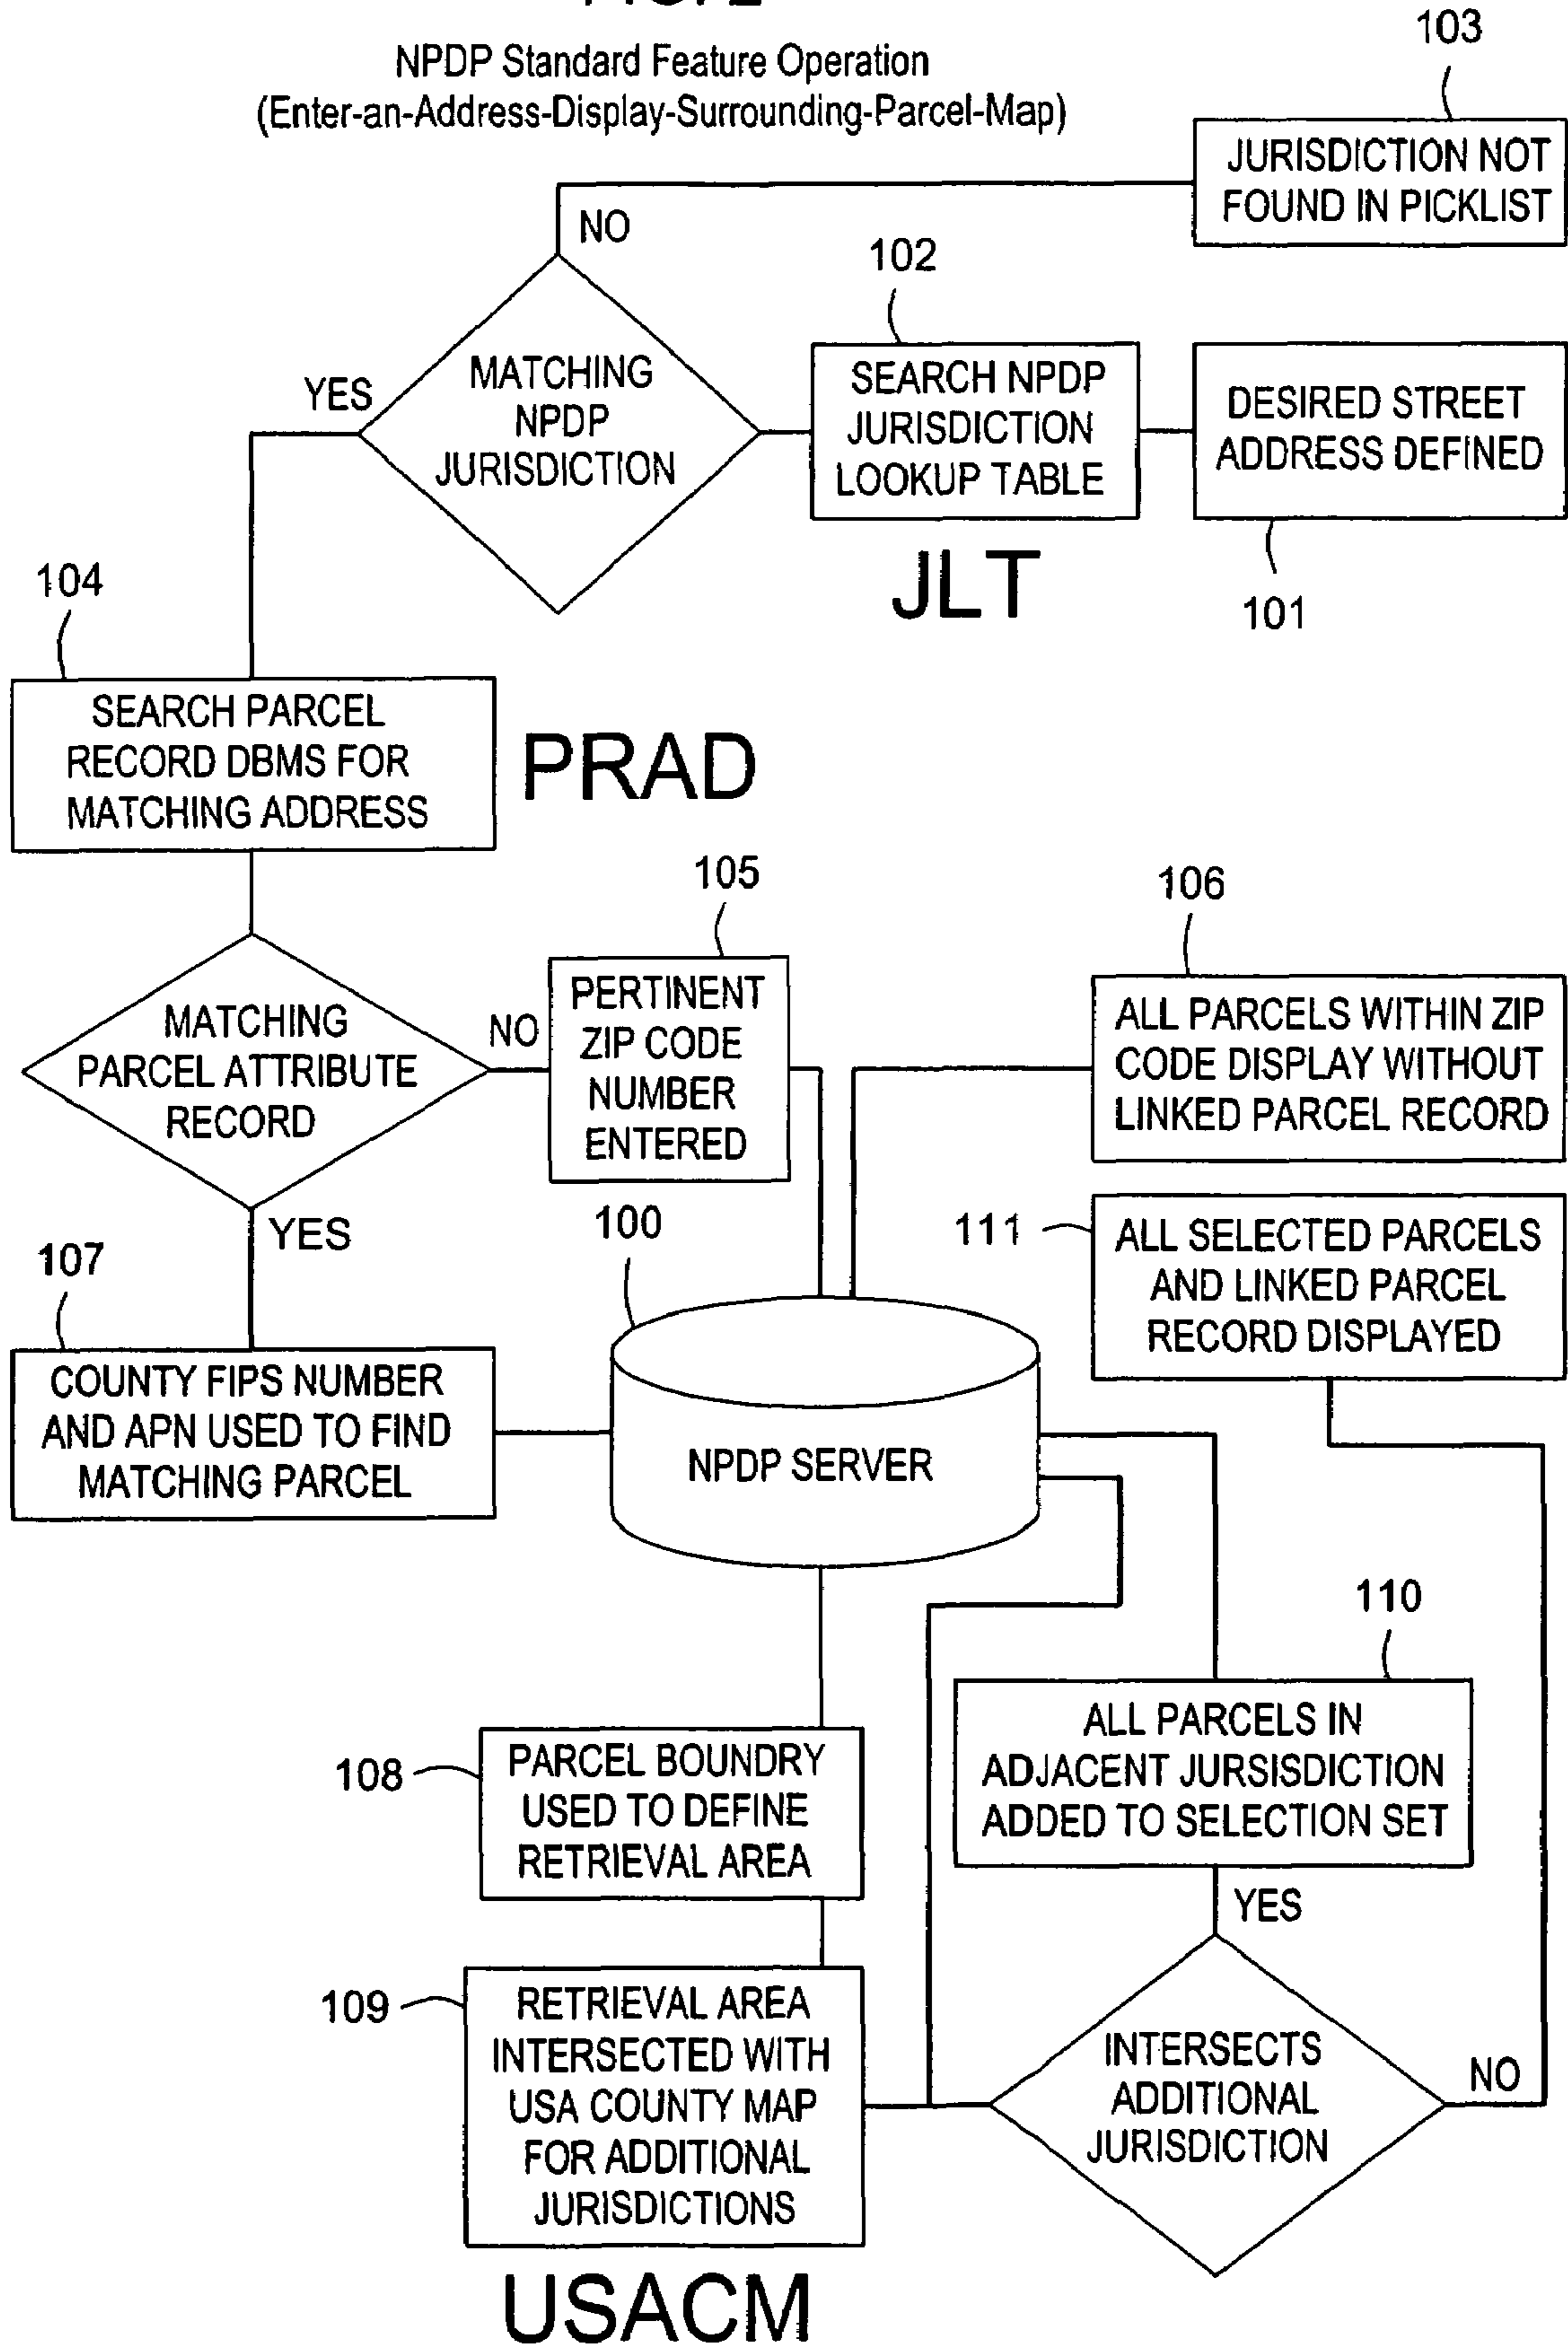 NPDP Standard Feature Operation
(Enter-an-Address-Display-Surrounding-Parcel-Map)
103
JURISDICTION NOT
FOUND IN PICKLIST
NO
102
YES
MATCHING
NPDP
JURISDICTION
SEARCH NPDP
JURISDICTION
LOOKUP TABLE
DESIRED STREET
ADDRESS DEFINED
JLT
101
104
SEARCH PARCEL
RECORD DBMS FOR
MATCHING ADDRESS
PRAD
105
106
MATCHING
PARCEL ATTRIBUTE
RECORD
NO
PERTINENT
ZIP CODE
NUMBER
ENTERED
ALL PARCELS WITHIN ZIP
CODE DISPLAY WITHOUT
LINKED PARCEL RECORD
YES
100
111
ALL SELECTED PARCELS
AND LINKED PARCEL
RECORD DISPLAYED
107
COUNTY FIPS NUMBER
AND APN USED TO FIND
MATCHING PARCEL
NPDP SERVER
110
108
PARCEL BOUNDRY
USED TO DEFINE
RETRIEVAL AREA
ALL PARCELS IN
ADJACENT JURSISDICTION
ADDED TO SELECTION SET
YES
109
RETRIEVAL AREA
INTERSECTED WITH
USA COUNTY MAP
FOR ADDITIONAL
JURISDICTIONS
INTERSECTS
ADDITIONAL
JURISDICTION
NO
USACM